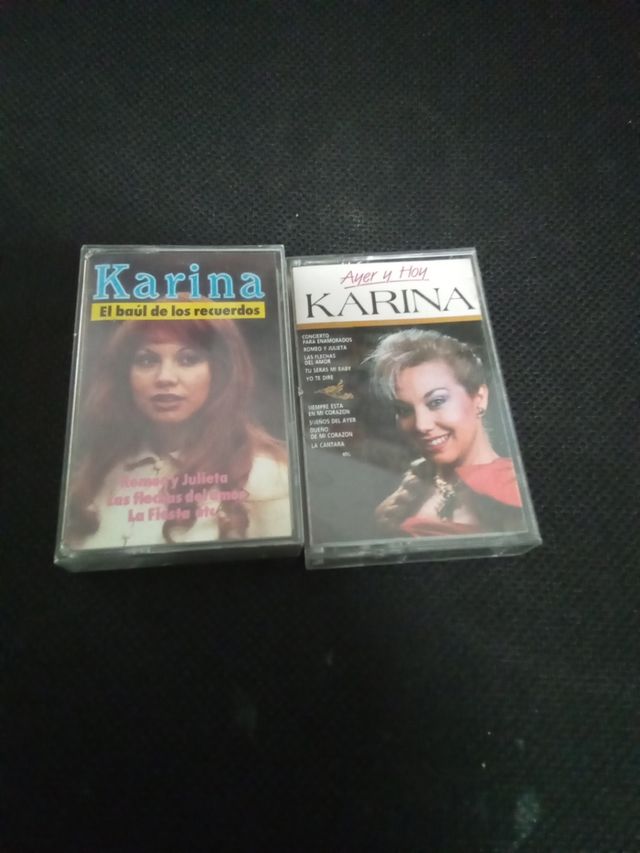 Karina
El baúl de los recuerdos
Romeo y Julieta
Las flechas del amor
La Fiesta etc
Ayer y Hoy
KARINA
CONCIERTO
PARA ENAMORADOS
ROMEO Y JULIETA
LAS FLECHAS
DEL AMOR
TU SERAS MI BABY
YO TE DIRE
SIEMPRE ESTA
EN MI CORAZON
SUEÑOS DEL AYER
DUEÑO
DE MI CORAZON
LA CANTARA
etc.